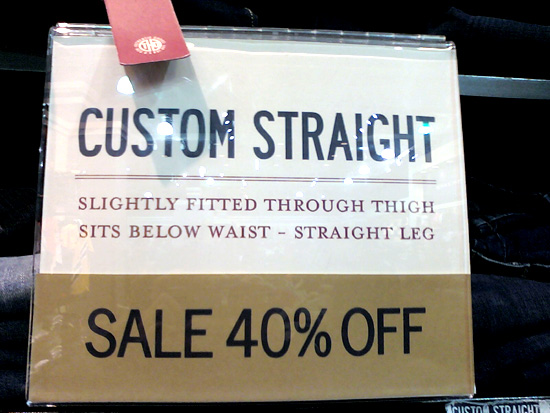 CUSTOM STRAIGHT
SLIGHTLY FITTED THROUGH THIGH
SITS BELOW WAIST - STRAIGHT LEG
SALE 40% OFF
CUSTOM STRAIGHT